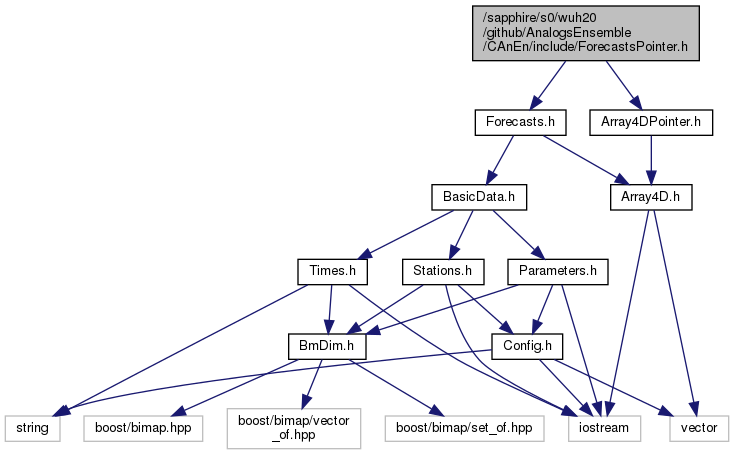 /sapphire/s0/wuh20
/github/AnalogsEnsemble
/CAnEn/include/ForecastsPointer.h
Forecasts.h
Array4DPointer.h
BasicData.h
Array4D.h
Times.h
Stations.h
Parameters.h
BmDim.h
Config.h
string
boost/bimap.hpp
boost/bimap/vector
_of.hpp
boost/bimap/set_of.hpp
iostream
vector